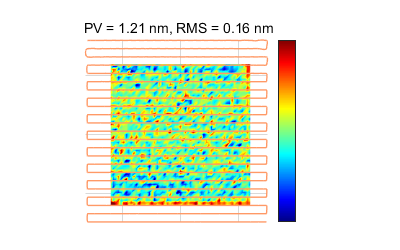 PV = 1.21 nm, RMS = 0.16 nm